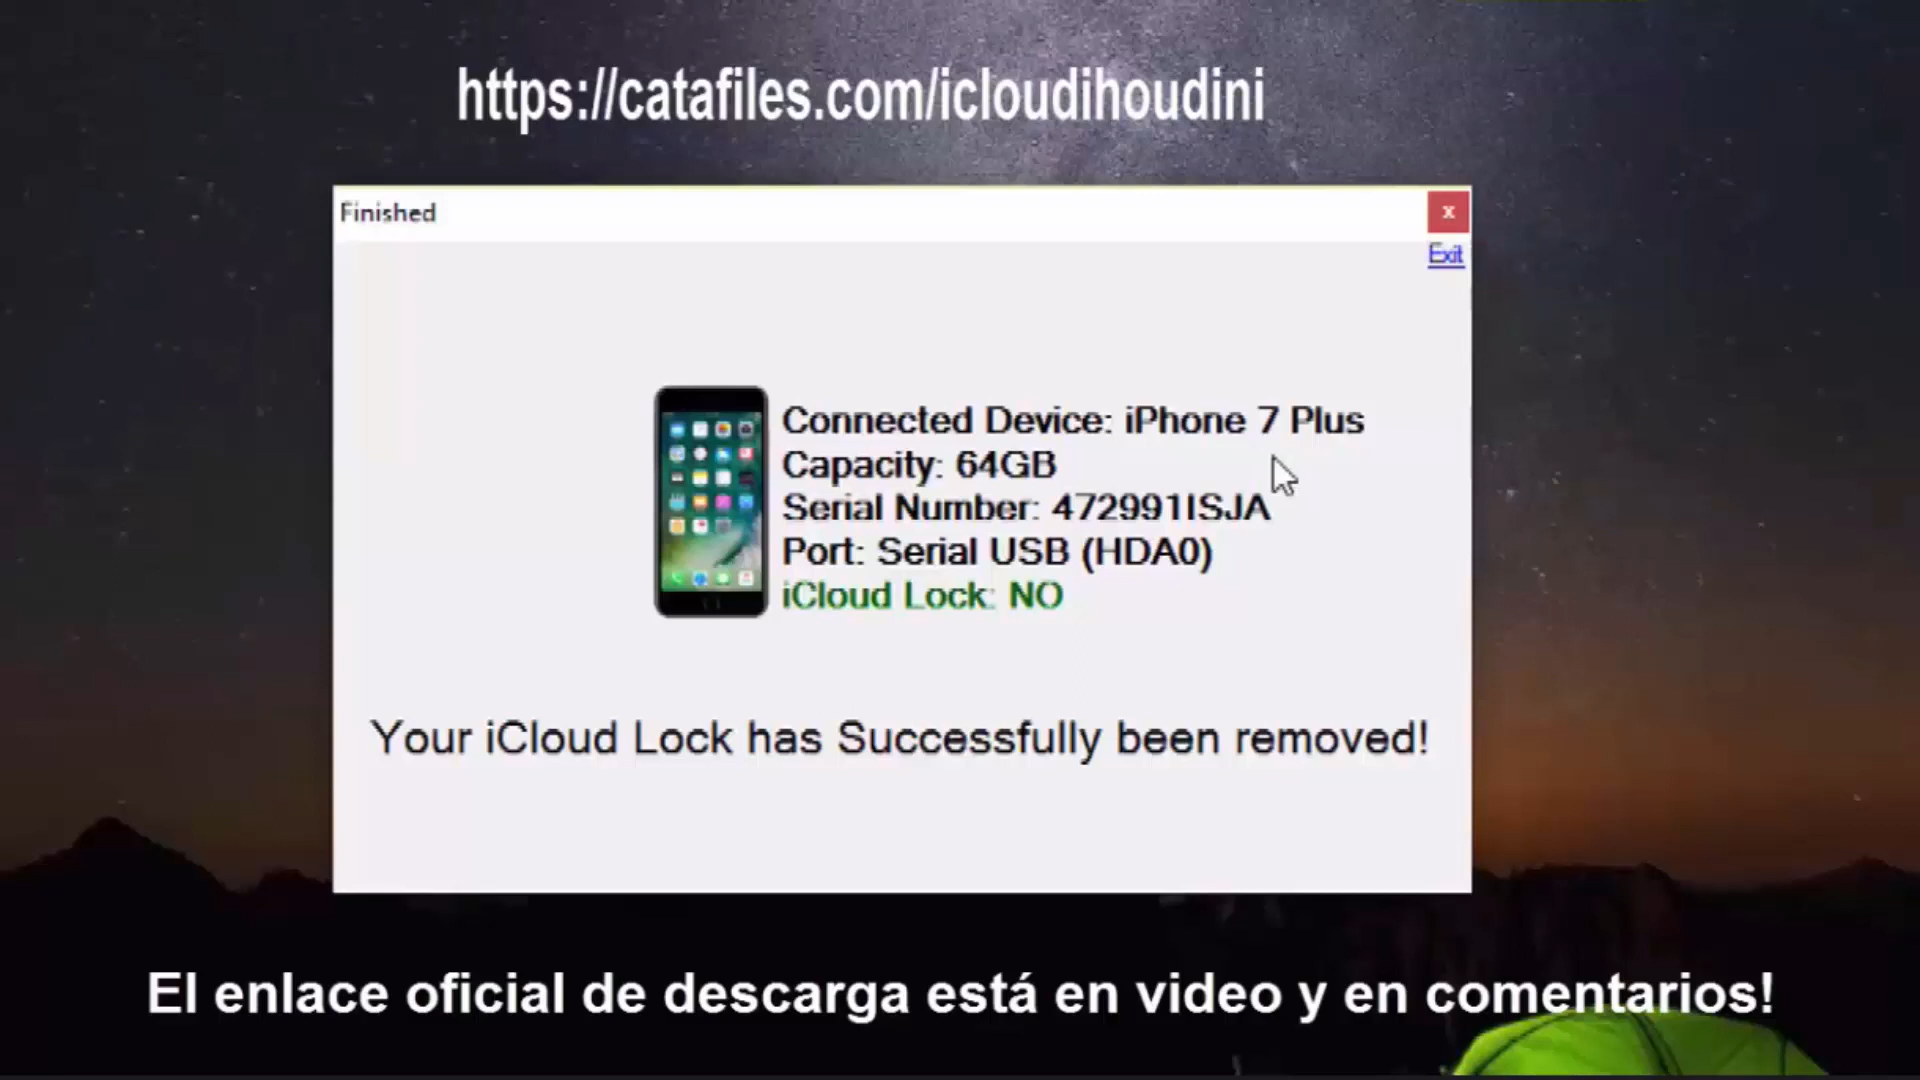 https://catafiles.com/icloudihoudini
Finished
x
Exit
Connected Device: iPhone 7 Plus
Capacity: 64GB
Serial Number: 472991ISJA
Port: Serial USB (HDA0)
iCloud Lock: NO
Your iCloud Lock has Successfully been removed!
El enlace oficial de descarga está en video y en comentarios!